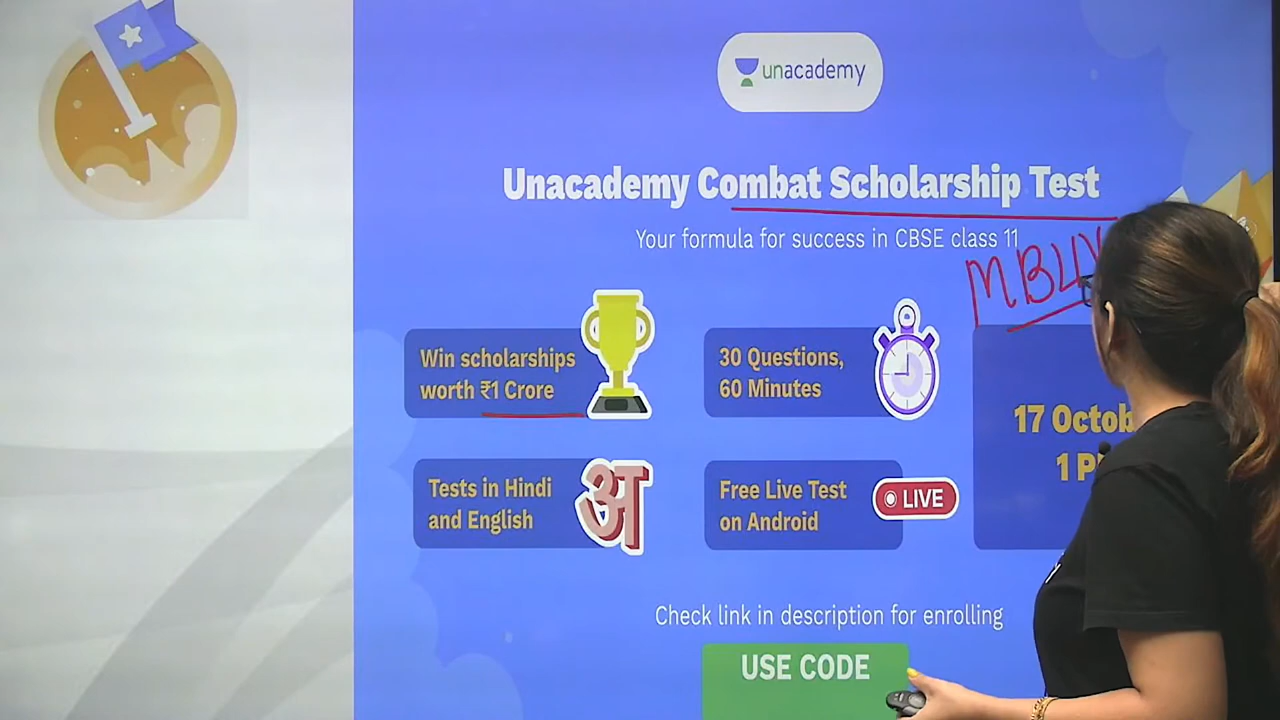 unacademy
Unacademy Combat Scholarship Test
Your formula for success in CBSE class 11
Win scholarships
worth ₹1 Crore
30 Questions,
60 Minutes
17
1
Tests in Hindi
and English
अ
Free Live Test
on Android
LIVE
Check link in description for enrolling
USE CODE